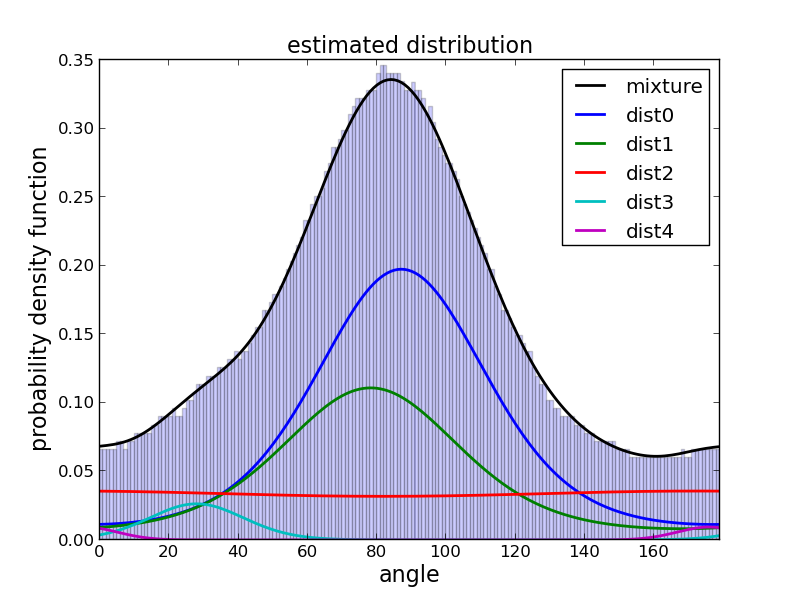 estimated distribution
probability density function
0.35
0.30
0.25
0.20
0.15
0.10
0.05
0.00
mixture
dist0
dist1
dist2
dist3
dist4
0 20 40 60 80 100 120 140 160
angle